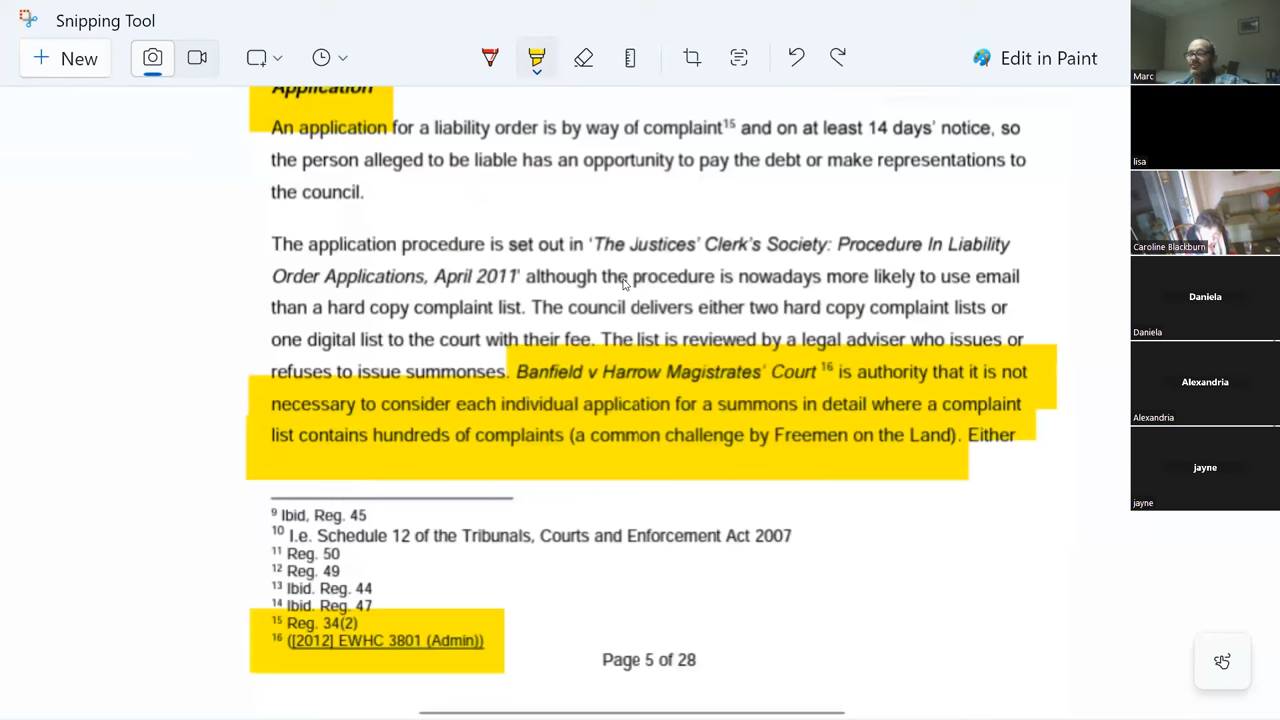 Snipping Tool
New
Edit in Paint
Application
An application for a liability order is by way of complaint15 and on at least 14 days' notice, so
the person alleged to be liable has an opportunity to pay the debt or make representations to
the council.
The application procedure is set out in 'The Justices' Clerk's Society: Procedure In Liability
Order Applications, April 2011' although the procedure is nowadays more likely to use email
than a hard copy complaint list. The council delivers either two hard copy complaint lists or
one digital list to the court with their fee. The list is reviewed by a legal adviser who issues or
refuses to issue summonses. Banfield v Harrow Magistrates' Court 16 is authority that it is not
necessary to consider each individual application for a summons in detail where a complaint
list contains hundreds of complaints (a common challenge by Freemen on the Land). Either
9 Ibid, Reg. 45
10 I.e. Schedule 12 of the Tribunals, Courts and Enforcement Act 2007
11 Reg. 50
12 Reg. 49
13 Ibid. Reg. 44
14 Ibid. Reg. 47
15 Reg. 34(2)
16 ([2012] EWHC 3801 (Admin))
Page 5 of 28
Marc
lisa
Caroline Blackburn
Daniela
Daniela
Alexandria
Alexandria
jayne
jayne